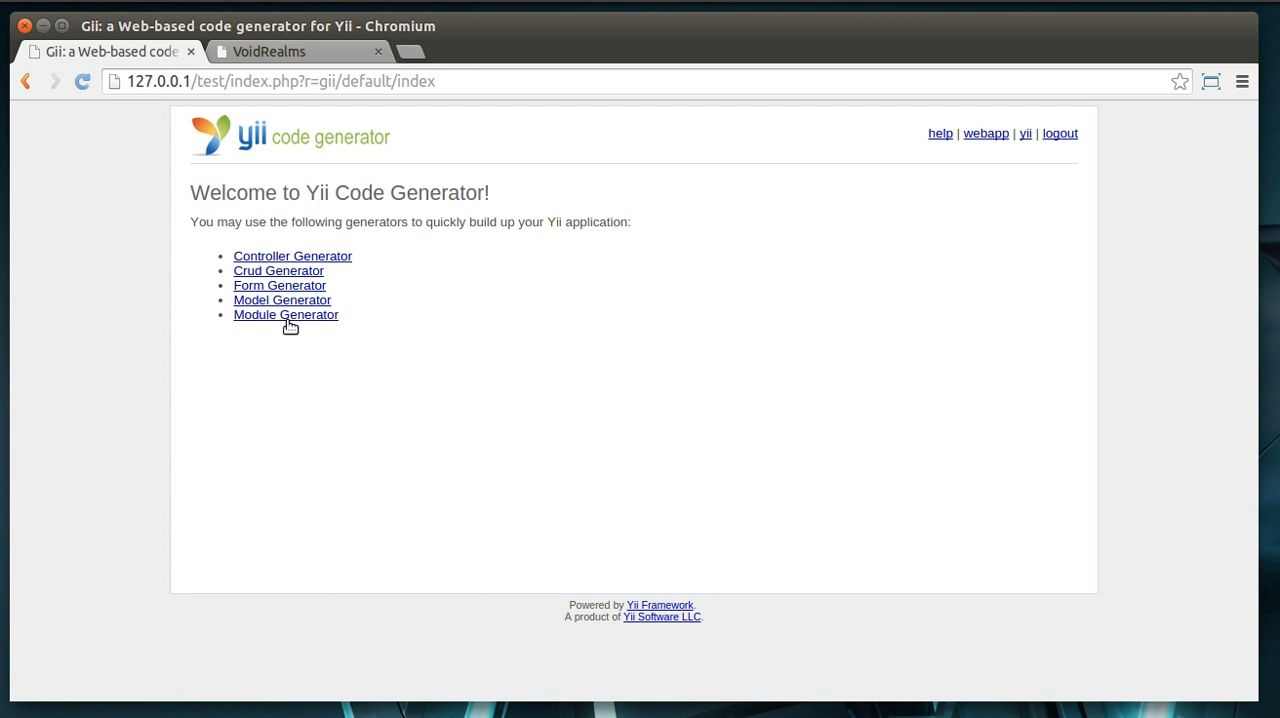 Gii: a Web-based code generator for Yii - Chromium
Gii: a Web-based code
VoidRealms
127.0.0.1/test/index.php?r=gii/default/index
yii code generator
help | webapp | yii | logout
Welcome to Yii Code Generator!
You may use the following generators to quickly build up your Yii application:
• Controller Generator
• Crud Generator
• Form Generator
• Model Generator
• Module Generator
Powered by Yii Framework.
A product of Yii Software LLC.